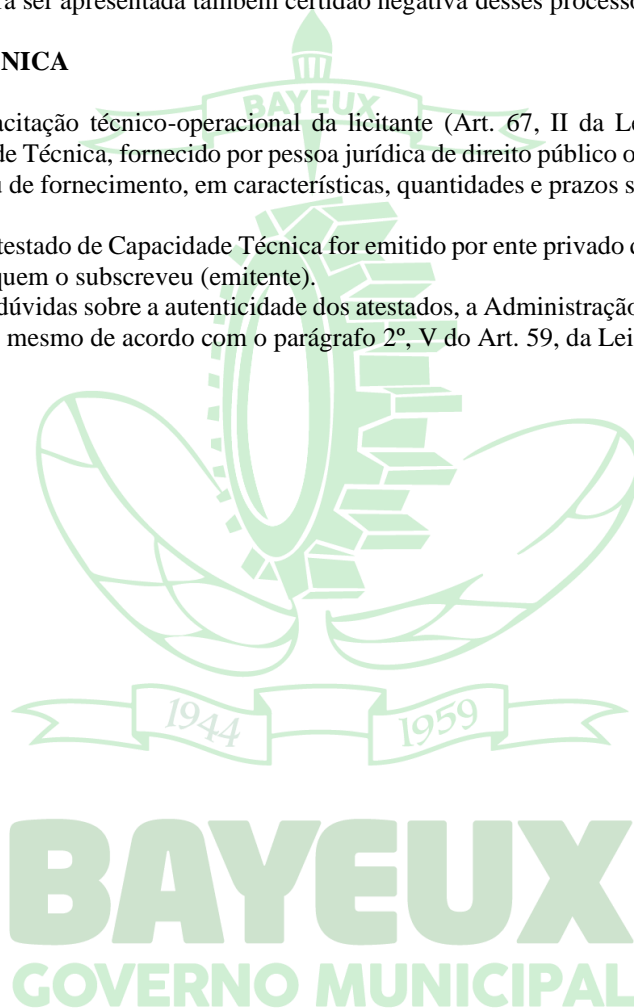 ser apresentada também certidão negativa desses processo
NICA
BAYEUX
acitação técnico-operacional da licitante (Art. 67, II da Le
de Técnica, fornecido por pessoa jurídica de direito público o
de fornecimento, em características, quantidades e prazos s
testado de Capacidade Técnica for emitido por ente privado
quem o subscreveu (emitente).
dúvidas sobre a autenticidade dos atestados, a Administração
mesmo de acordo com o parágrafo 2º, V do Art. 59, da Lei
1944 1959
BAYEUX
GOVERNO MUNICIPAL